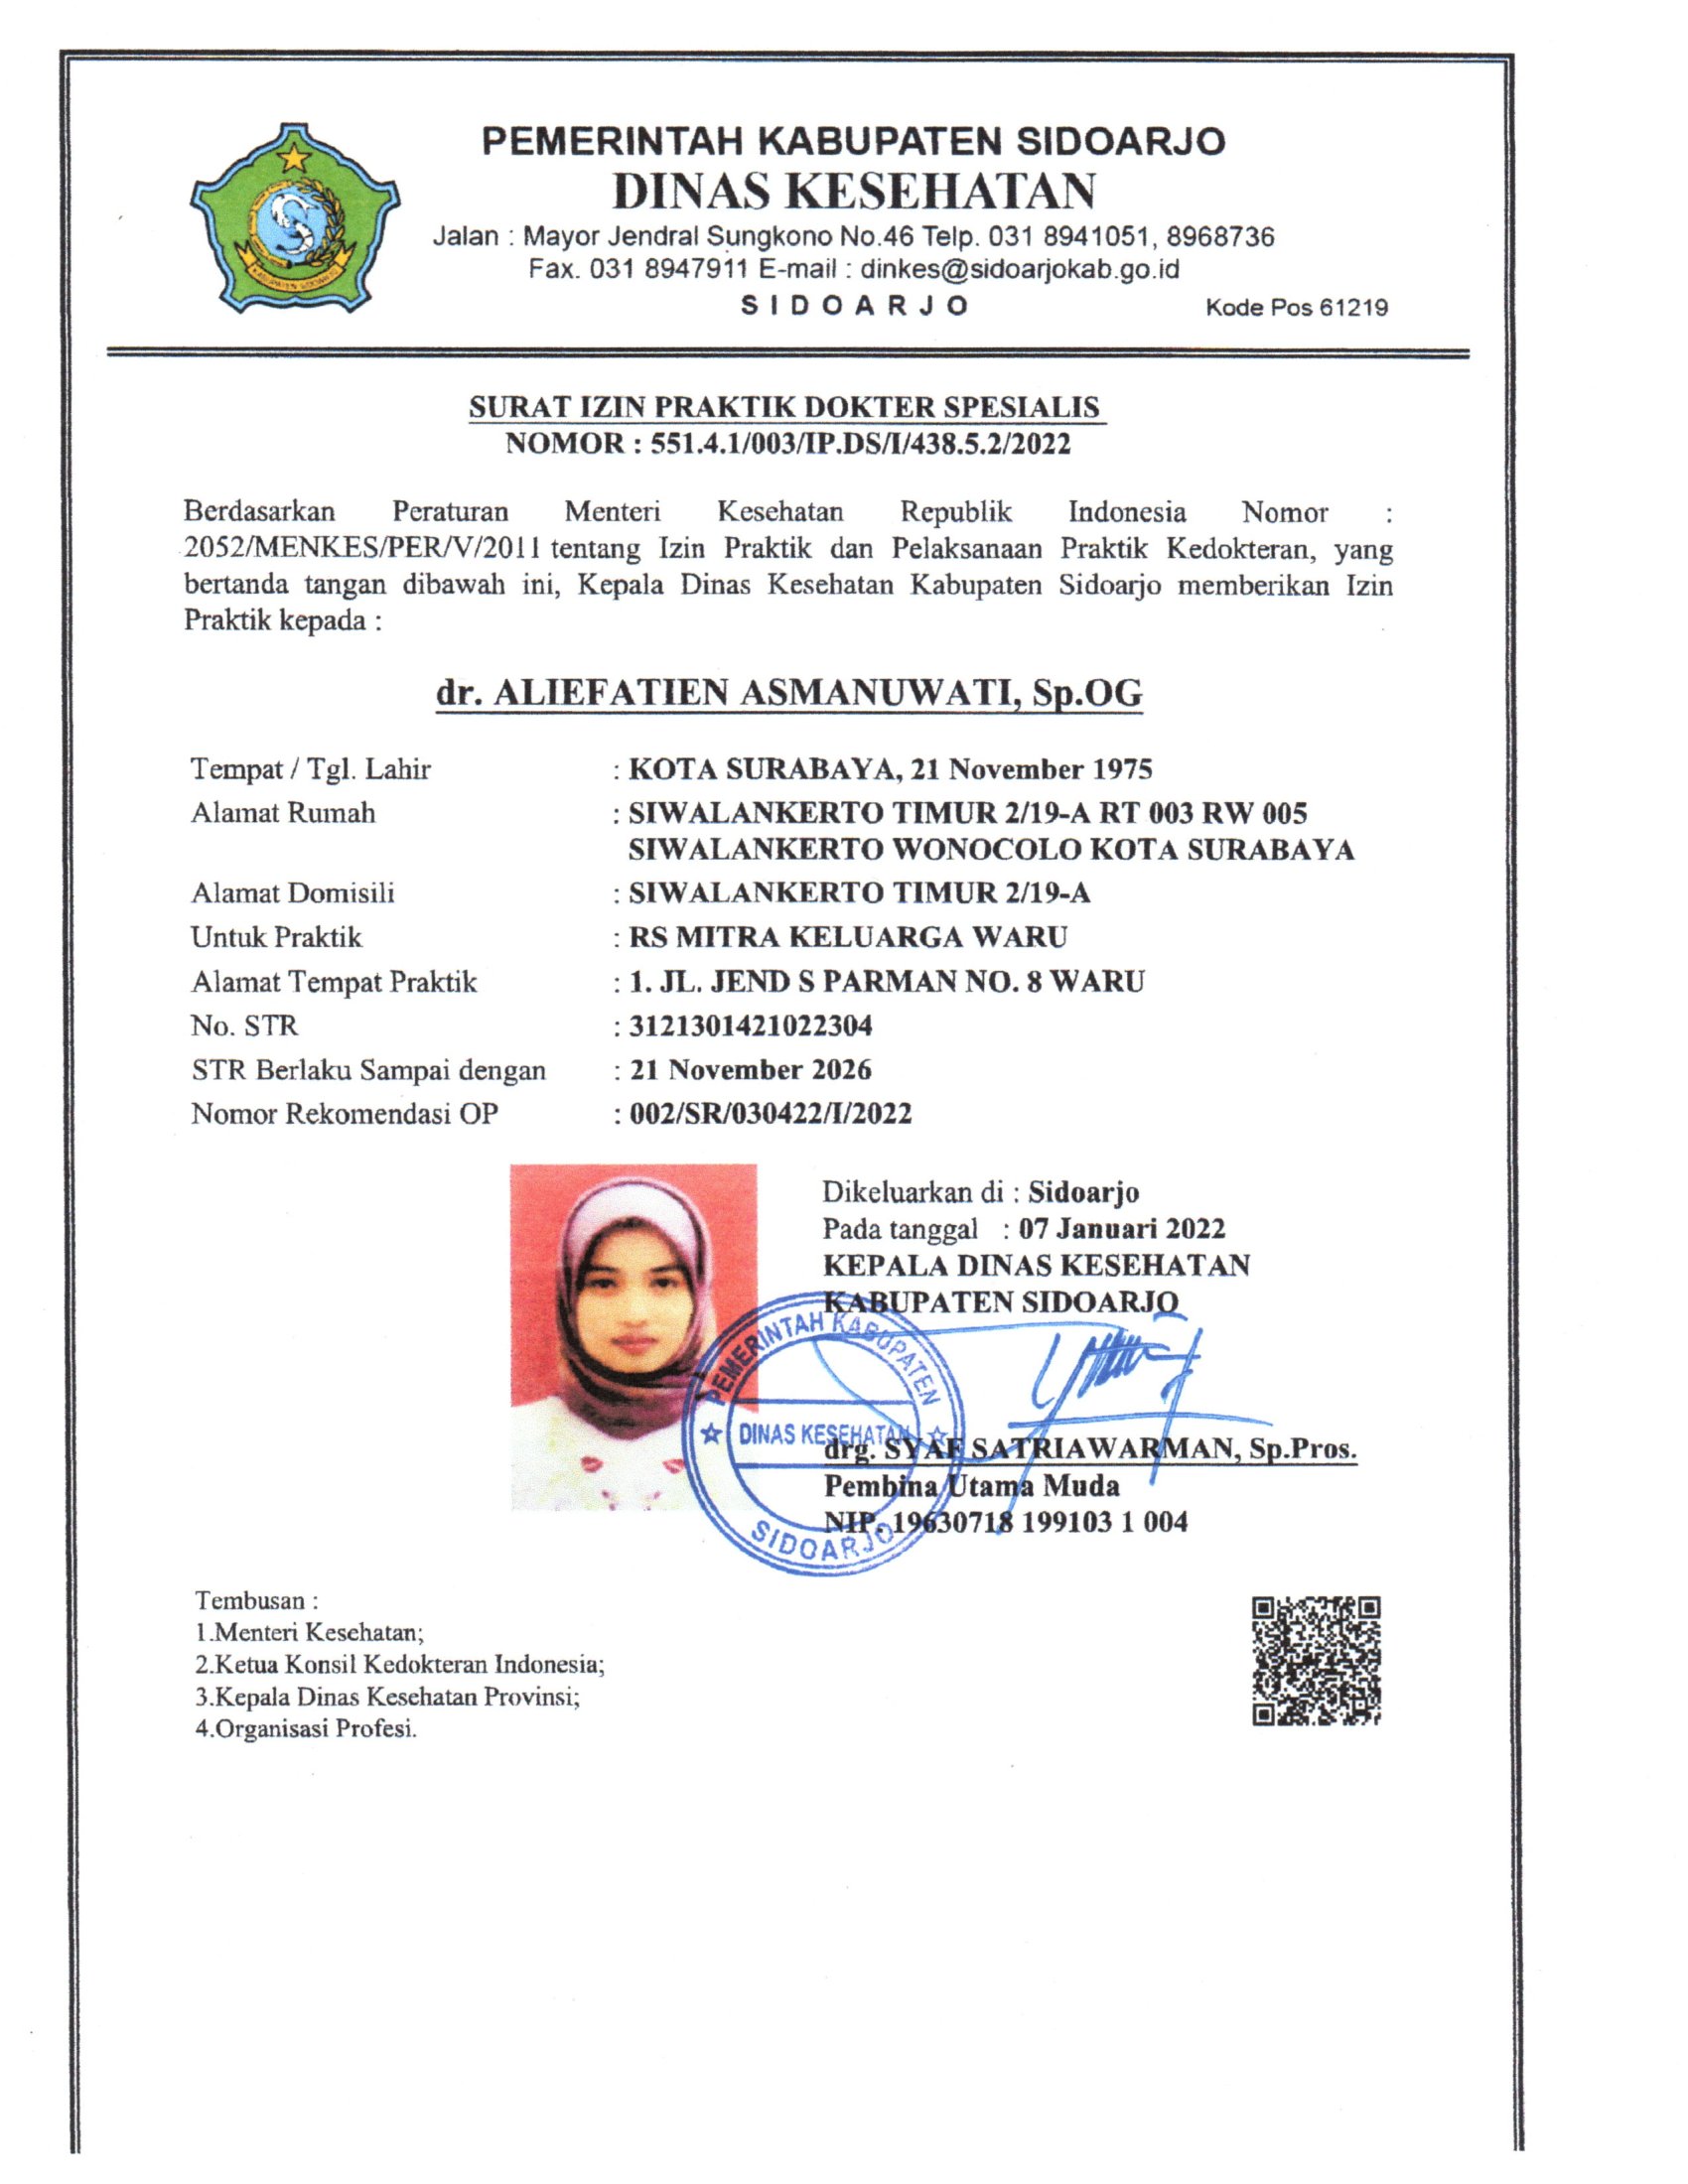 PEMERINTAH KABUPATEN SIDOARJO
DINAS KESEHATAN
Jalan : Mayor Jendral Sungkono No.46 Telp. 031 8941051, 8968736
Fax. 031 8947911 E-mail : dinkes@sidoarjokab.go.id
S I D O A R J O Kode Pos 61219
KABUPATEN SIDOARJO
SURAT IZIN PRAKTIK DOKTER SPESIALIS
NOMOR : 551.4.1/003/IP.DS/I/438.5.2/2022
Berdasarkan Peraturan Menteri Kesehatan Republik Indonesia Nomor :
2052/MENKES/PER/V/2011 tentang Izin Praktik dan Pelaksanaan Praktik Kedokteran, yang
bertanda tangan dibawah ini, Kepala Dinas Kesehatan Kabupaten Sidoarjo memberikan Izin
Praktik kepada :
dr. ALIEFATIEN ASMANUWATI, Sp.OG
Tempat / Tgl. Lahir : KOTA SURABAYA, 21 November 1975
Alamat Rumah : SIWALANKERTO TIMUR 2/19-A RT 003 RW 005
SIWALANKERTO WONOCOLO KOTA SURABAYA
Alamat Domisili : SIWALANKERTO TIMUR 2/19-A
Untuk Praktik : RS MITRA KELUARGA WARU
Alamat Tempat Praktik : 1. JL. JEND S PARMAN NO. 8 WARU
No. STR : 3121301421022304
STR Berlaku Sampai dengan : 21 November 2026
Nomor Rekomendasi OP : 002/SR/030422/I/2022
Dikeluarkan di : Sidoarjo
Pada tanggal : 07 Januari 2022
KEPALA DINAS KESEHATAN
KABUPATEN SIDOARJO
PEMERINTAH KABUPATEN
DINAS KESEHATAN
SIDOARJO
drg. SYAF SATRIAWARMAN, Sp.Pros.
Pembina Utama Muda
NIP. 19630718 199103 1 004
Tembusan :
1.Menteri Kesehatan;
2.Ketua Konsil Kedokteran Indonesia;
3.Kepala Dinas Kesehatan Provinsi;
4.Organisasi Profesi.